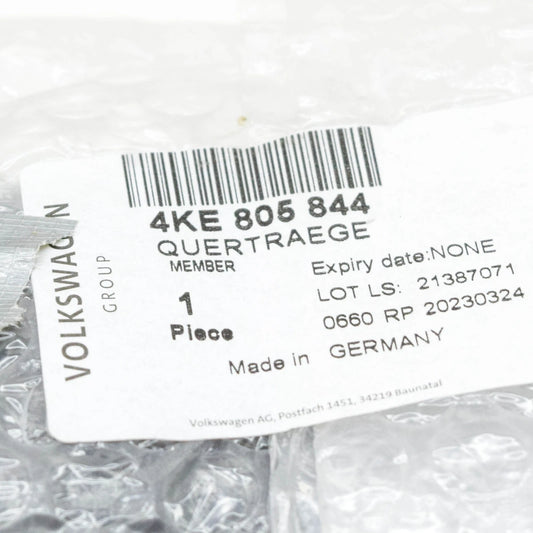 VOLKSWAGEN
GROUP
4KE 805 844
QUERTRAEGE
MEMBER
1
Piece
Expiry date:NONE
LOT LS: 21387071
0660 RP 20230324
Made in GERMANY
Volkswagen AG, Postfach 1451, 34219 Baunatal